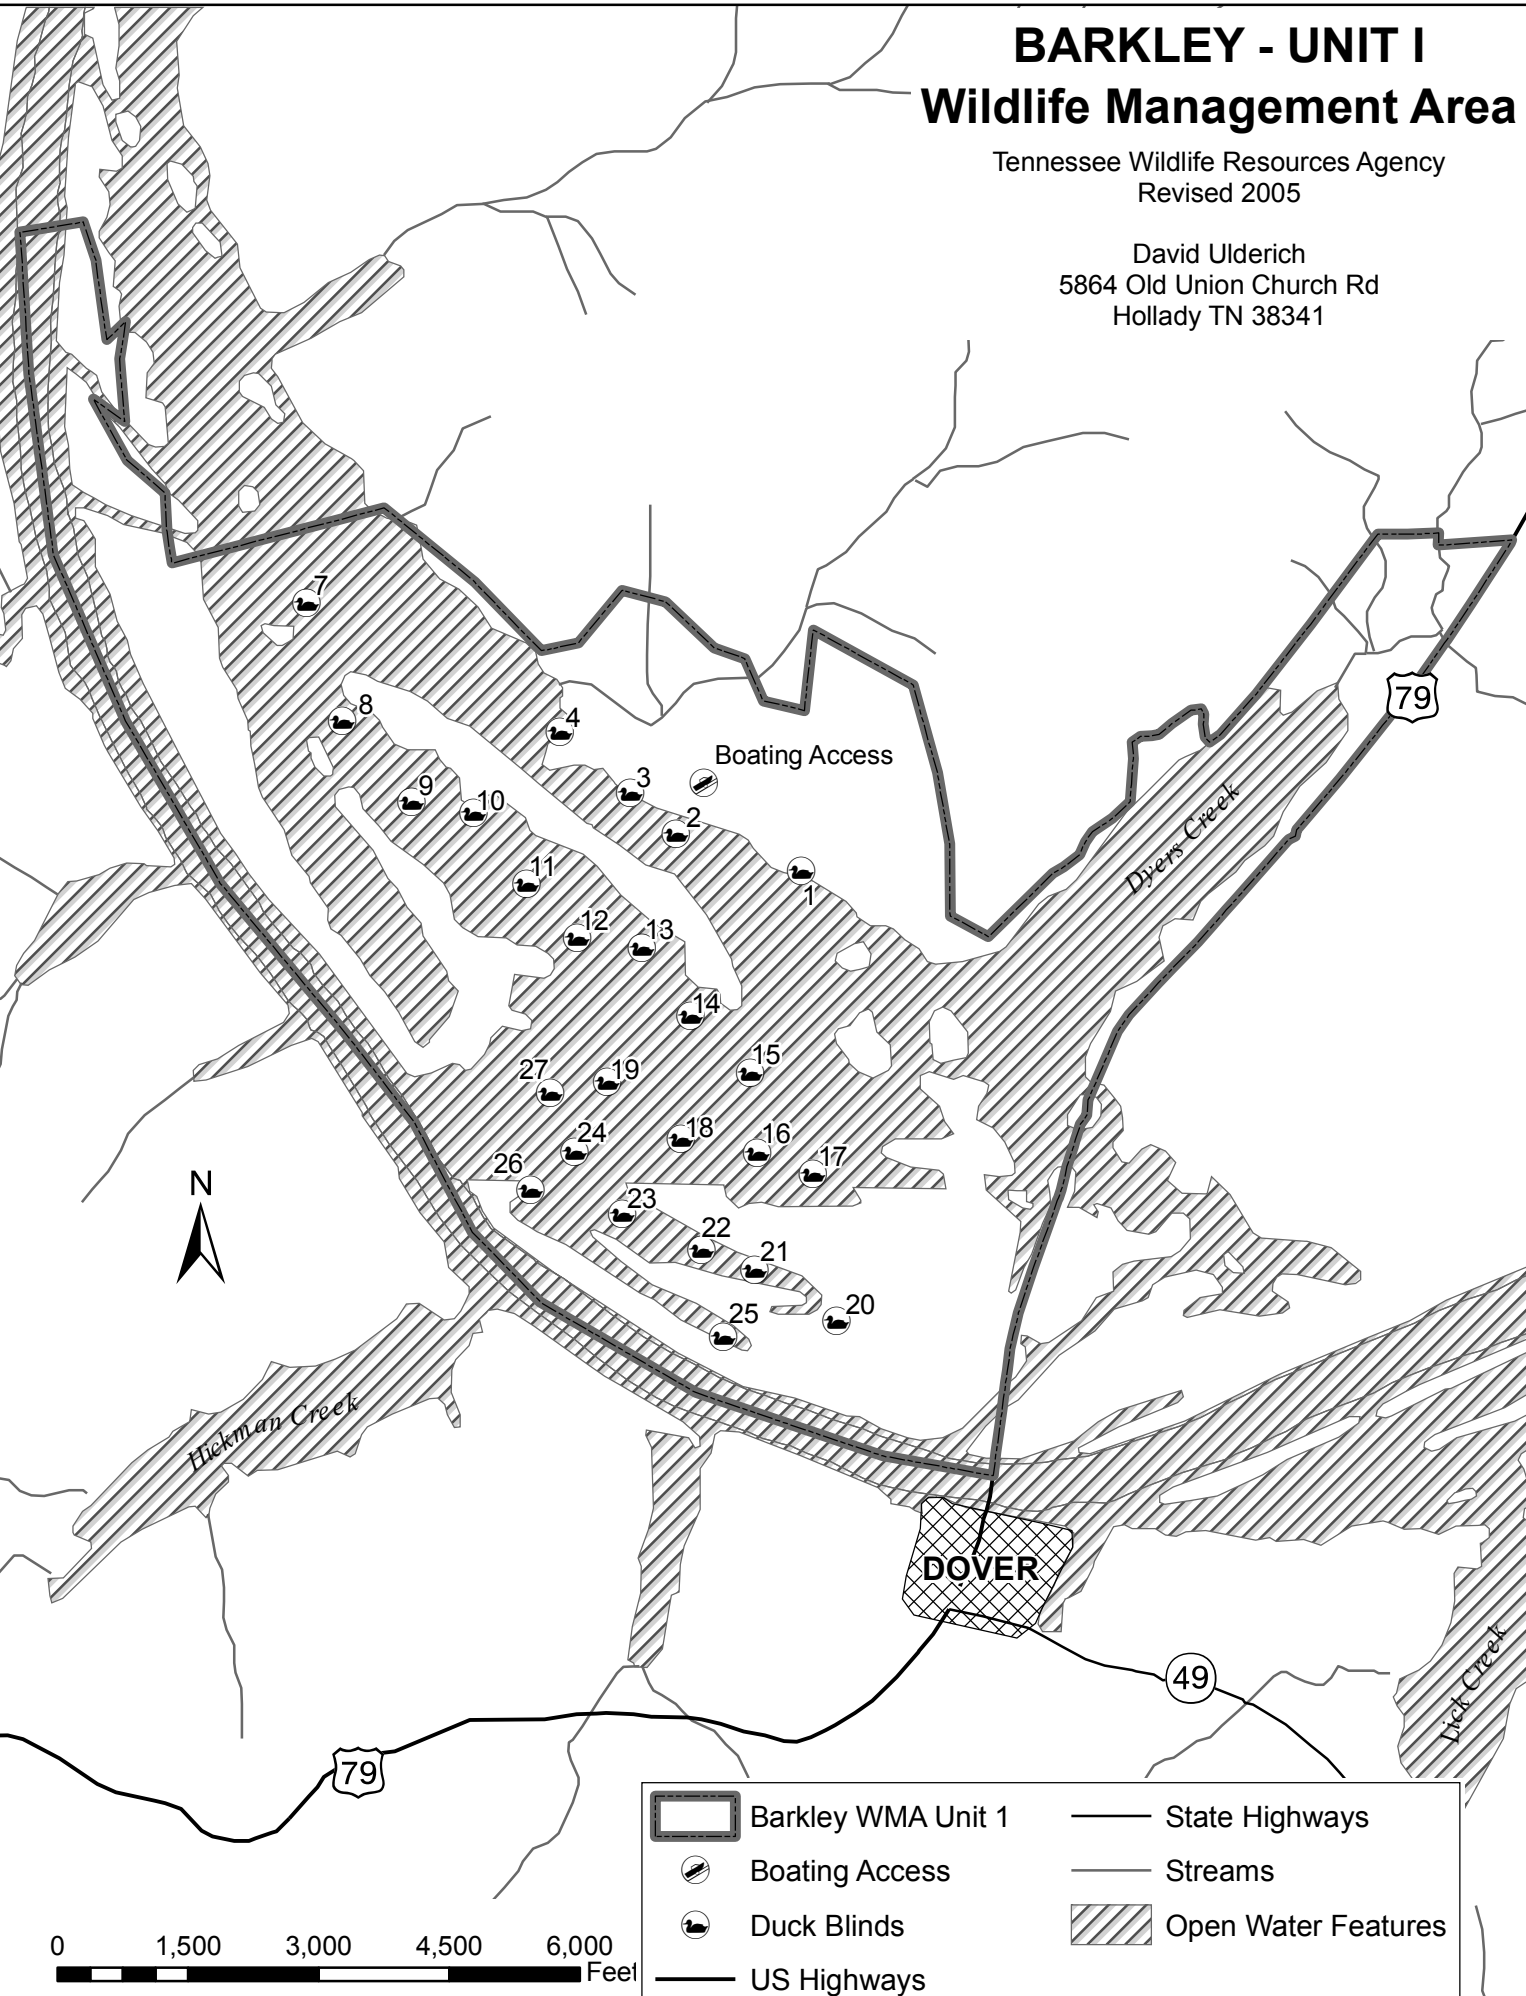 BARKLEY - UNIT I
Wildlife Management Area
Tennessee Wildlife Resources Agency
Revised 2005
David Ulderich
5864 Old Union Church Rd
Hollady TN 38341
7
8
4
79
Boating Access
3
9
10
2
Dyers Creek
11
1
12
13
14
15
27
19
24
18
16
17
26
N
23
22
21
20
25
Hickman Creek
DOVER
49
Lick Creek
79
Barkley WMA Unit 1
State Highways
Boating Access
Streams
Duck Blinds
Open Water Features
US Highways
0 1,500 3,000 4,500 6,000
Feet